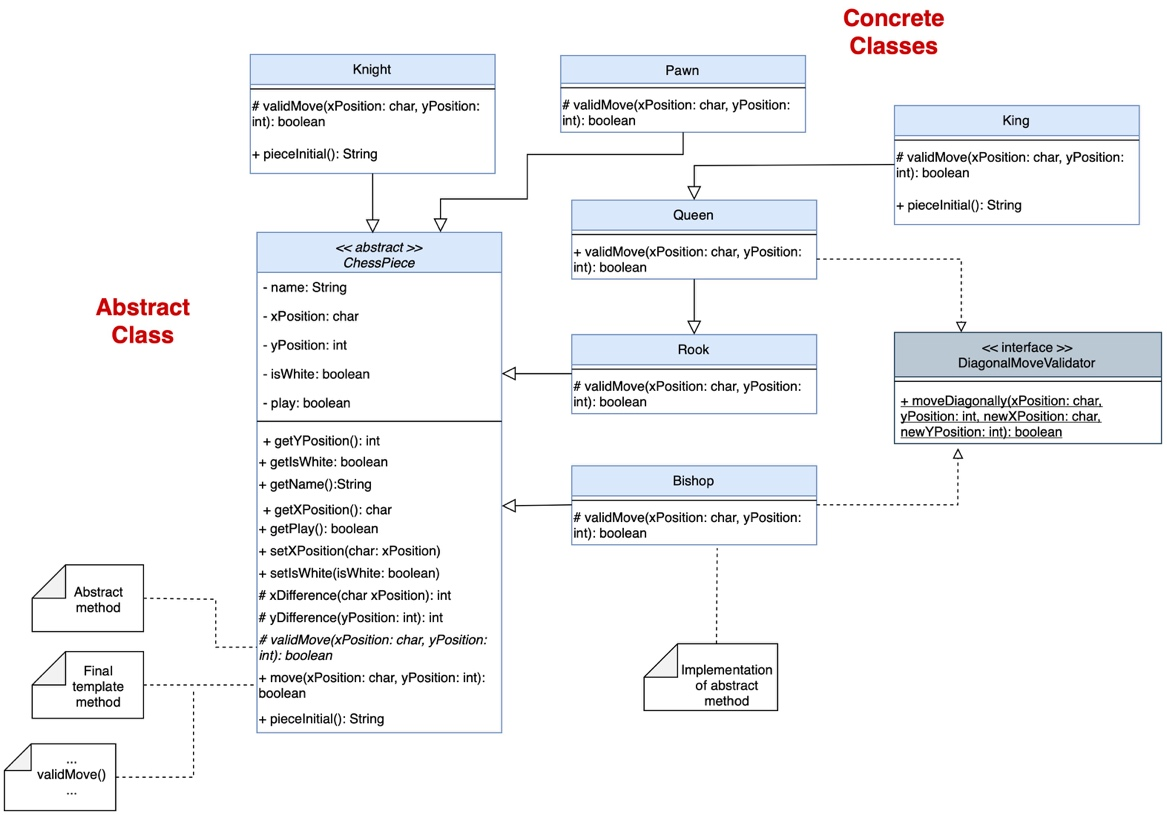 Concrete
Classes
Knight
# validMove(xPosition: char, yPosition:
int): boolean
+ pieceInitial(): String
Pawn
# validMove(xPosition: char, yPosition:
int): boolean
King
# validMove(xPosition: char, yPosition:
int): boolean
+ pieceInitial(): String
Queen
+ validMove(xPosition: char, yPosition:
int): boolean
Abstract
Class
<< abstract >>
ChessPiece
- name: String
- xPosition: char
- yPosition: int
- isWhite: boolean
- play: boolean
+ getYPosition(): int
+ getIsWhite: boolean
+ getName():String
+ getXPosition(): char
+ getPlay(): boolean
+ setXPosition(char: xPosition)
+ setIsWhite(isWhite: boolean)
# xDifference(char xPosition): int
# yDifference(yPosition: int): int
# validMove(xPosition: char, yPosition:
int): boolean
+ move(xPosition: char, yPosition: int):
boolean
+ pieceInitial(): String
Rook
# validMove(xPosition: char, yPosition:
int): boolean
<< interface >>
DiagonalMoveValidator
+ moveDiagonally(xPosition: char,
yPosition: int, newXPosition: char,
newYPosition: int): boolean
Bishop
# validMove(xPosition: char, yPosition:
int): boolean
Abstract
method
Final
template
method
...
validMove()
...
Implementation
of abstract
method